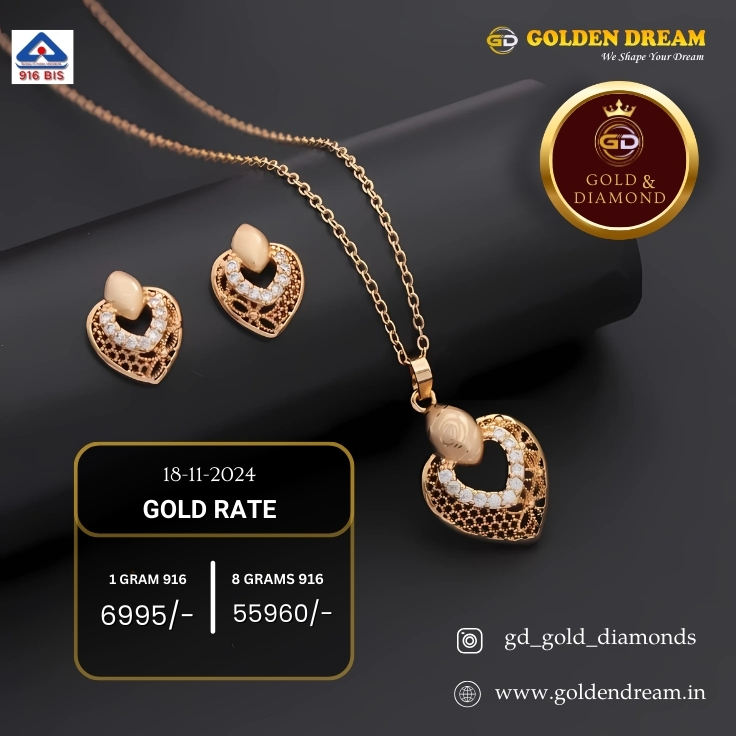 916 BIS
GD GOLDEN DREAM
We Shape Your Dream
GD
GOLD &
DIAMOND
18-11-2024
GOLD RATE
1 GRAM 916
6995/-
8 GRAMS 916
55960/-
gd_gold_diamonds
www.goldendream.in